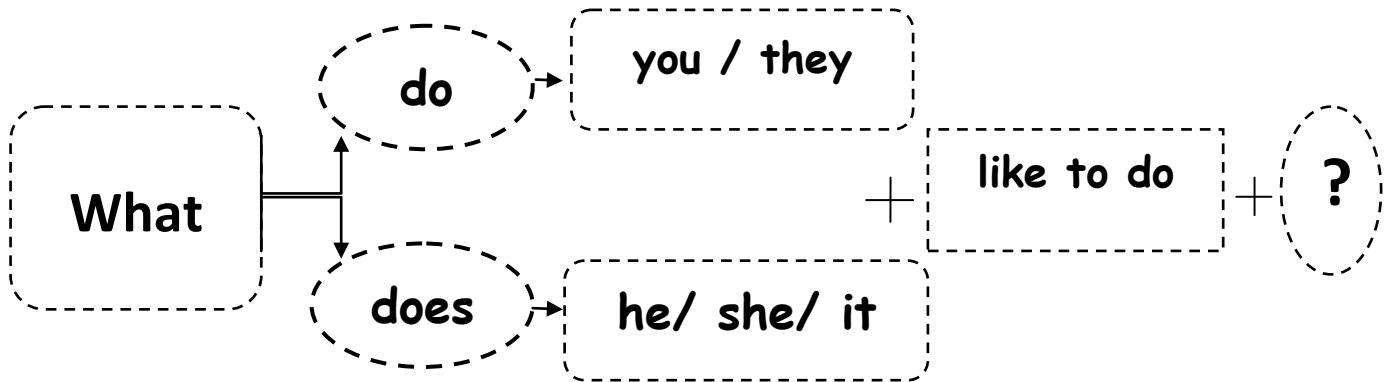 What
do
you / they
does
he/ she/ it
+
like to do
+
?